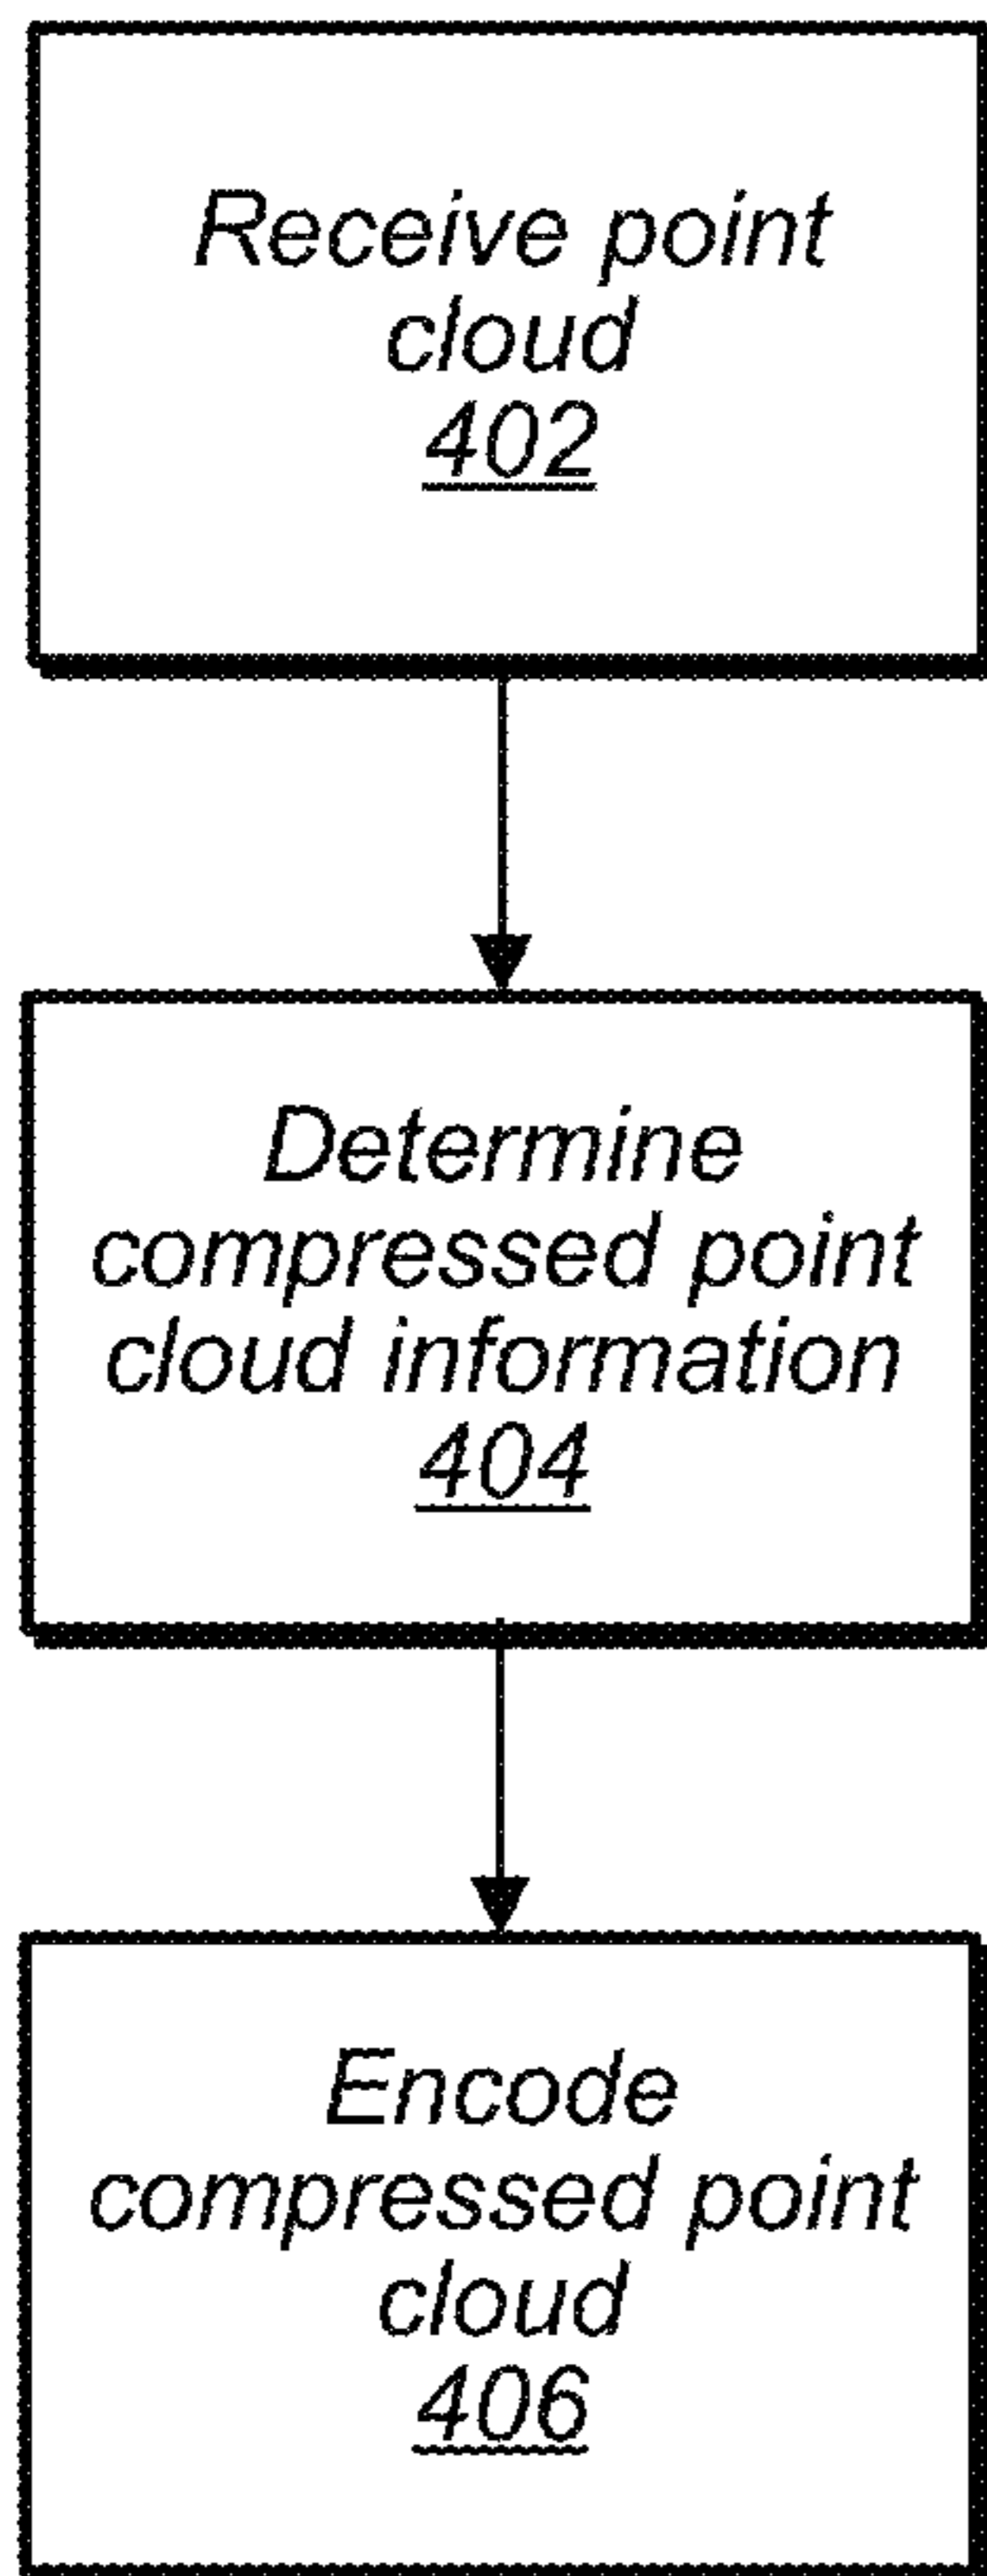 Receive point
cloud
402
Determine
compressed point
cloud information
404
Encode
compressed point
cloud
406